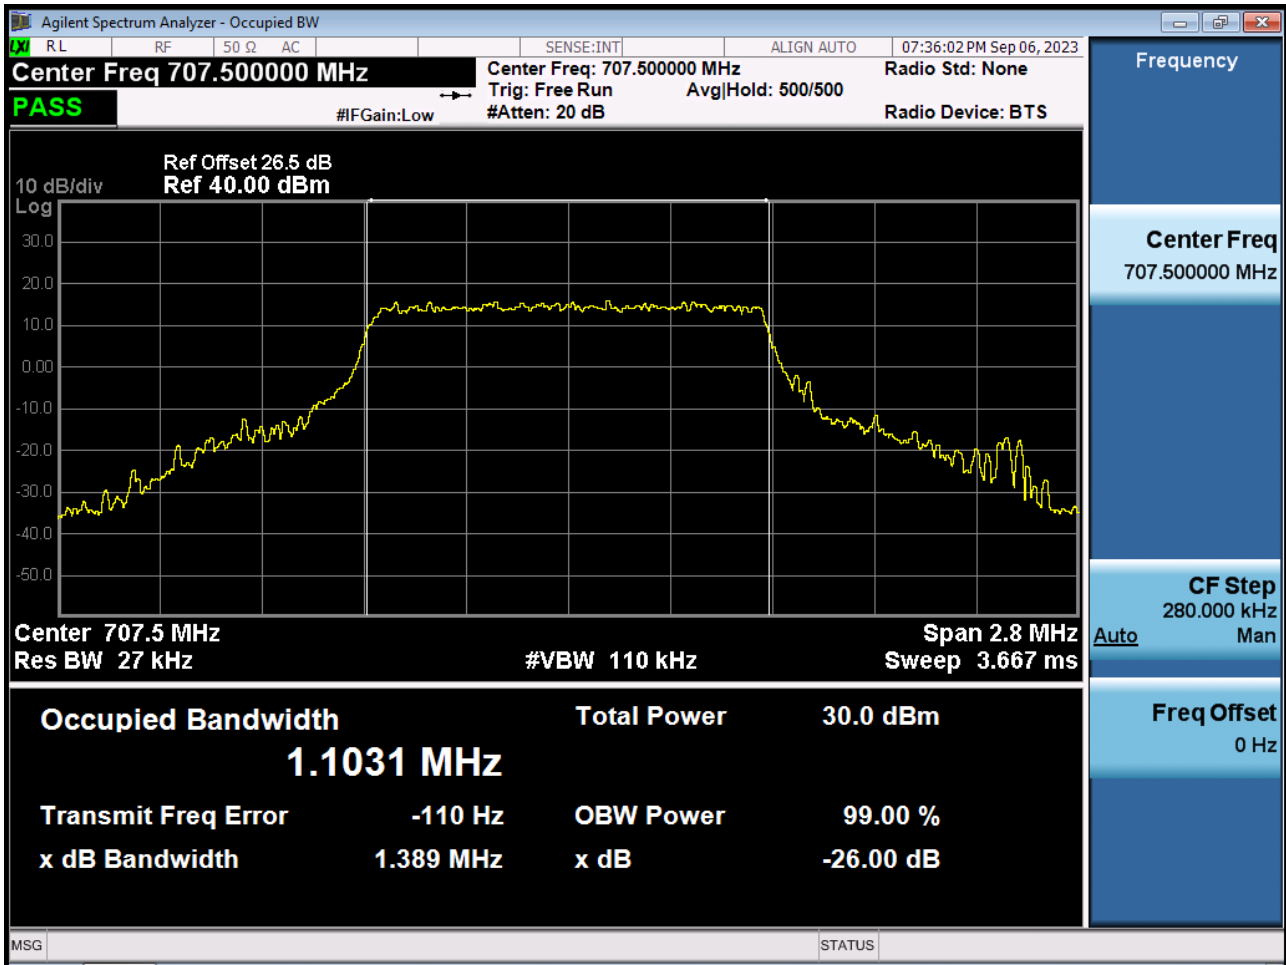 Agilent Spectrum Analyzer - Occupied BW
LXI RL RF 50 Ω AC SENSE:INT ALIGN AUTO 07:36:02 PM Sep 06, 2023
Center Freq 707.500000 MHz
PASS
#IFGain:Low
Center Freq: 707.500000 MHz
Trig: Free Run Avg|Hold: 500/500
#Atten: 20 dB
Radio Std: None
Radio Device: BTS
Ref Offset 26.5 dB
10 dB/div Ref 40.00 dBm
Log
30.0
20.0
10.0
0.00
-10.0
-20.0
-30.0
-40.0
-50.0
Center 707.5 MHz Span 2.8 MHz
Res BW 27 kHz #VBW 110 kHz Sweep 3.667 ms
Occupied Bandwidth Total Power 30.0 dBm
1.1031 MHz
Transmit Freq Error -110 Hz OBW Power 99.00 %
x dB Bandwidth 1.389 MHz x dB -26.00 dB
Frequency
Center Freq
707.500000 MHz
CF Step
280.000 kHz
Auto Man
Freq Offset
0 Hz
MSG STATUS